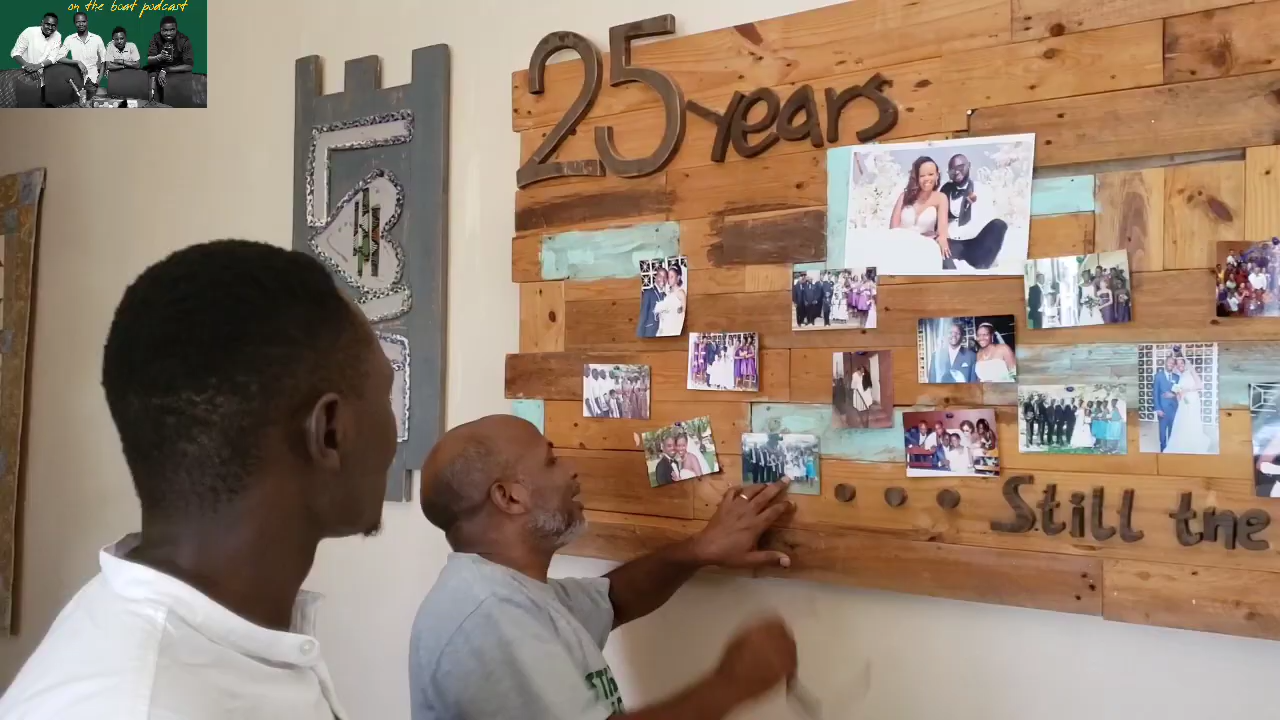 on the boat podcast
25 years
... Still the